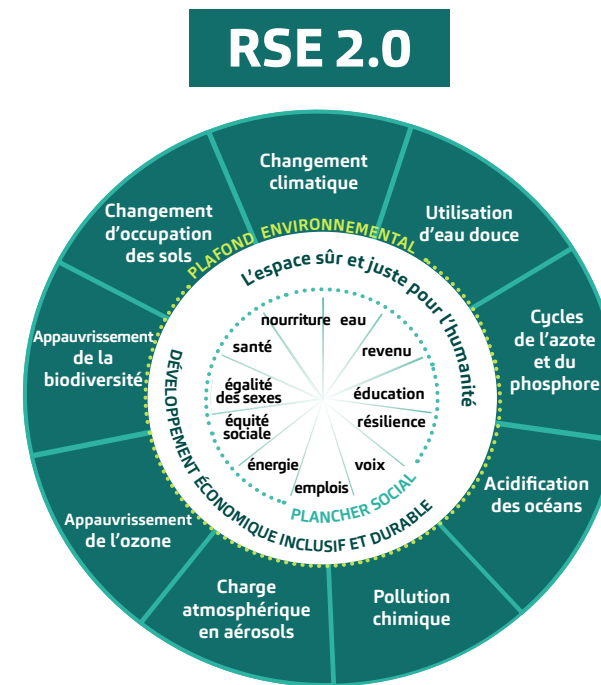 RSE 2.0
Changement
climatique
Utilisation
d'eau douce
Cycles
de l'azote
et du
phosphore
Acidification
des océans
Pollution
chimique
Charge
atmosphérique
en aérosols
Appauvrissement
de l'ozone
Appauvrissement
de la
biodiversité
Changement
d'occupation
des sols
PLAFOND ENVIRONNEMENTAL
L'espace sûr et juste pour l'humanité
DÉVELOPPEMENT ÉCONOMIQUE INCLUSIF ET DURABLE
nourriture
eau
revenu
éducation
résilience
voix
emplois
énergie
équité
sociale
égalité
des sexes
santé
PLANCHER SOCIAL